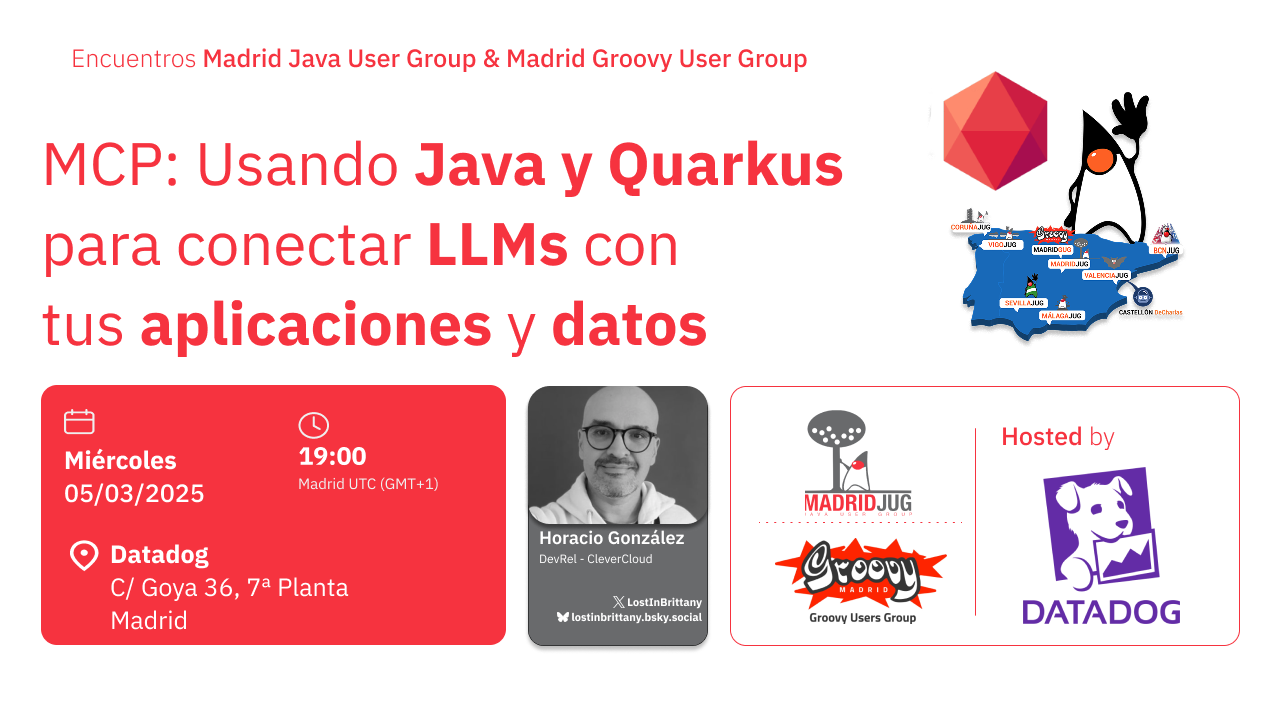 Encuentros Madrid Java User Group & Madrid Groovy User Group
MCP: Usando Java y Quarkus
para conectar LLMs con
tus aplicaciones y datos
CORUÑAJUG
VIGOJUG
Groovy
MADRIDGUG
MADRIDJUG
BCNJUG
VALENCIAJUG
SEVILLAJUG
MÁLAGAJUG
CASTELLÓN DeCharlas
Miércoles
05/03/2025
19:00
Madrid UTC (GMT+1)
Datadog
C/ Goya 36, 7ª Planta
Madrid
Horacio González
DevRel - CleverCloud
LostInBrittany
lostinbrittany.bsky.social
MADRIDJUG
JAVA USER GROUP
Groovy
MADRID
Groovy Users Group
Hosted by
DATADOG